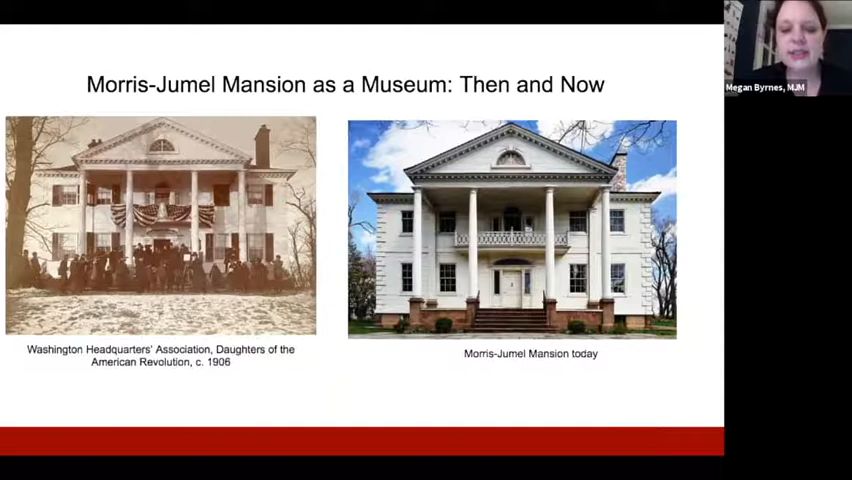 Morris-Jumel Mansion as a Museum: Then and Now
Megan Byrnes, MJM
Washington Headquarters' Association, Daughters of the
American Revolution, c. 1906
Morris-Jumel Mansion today